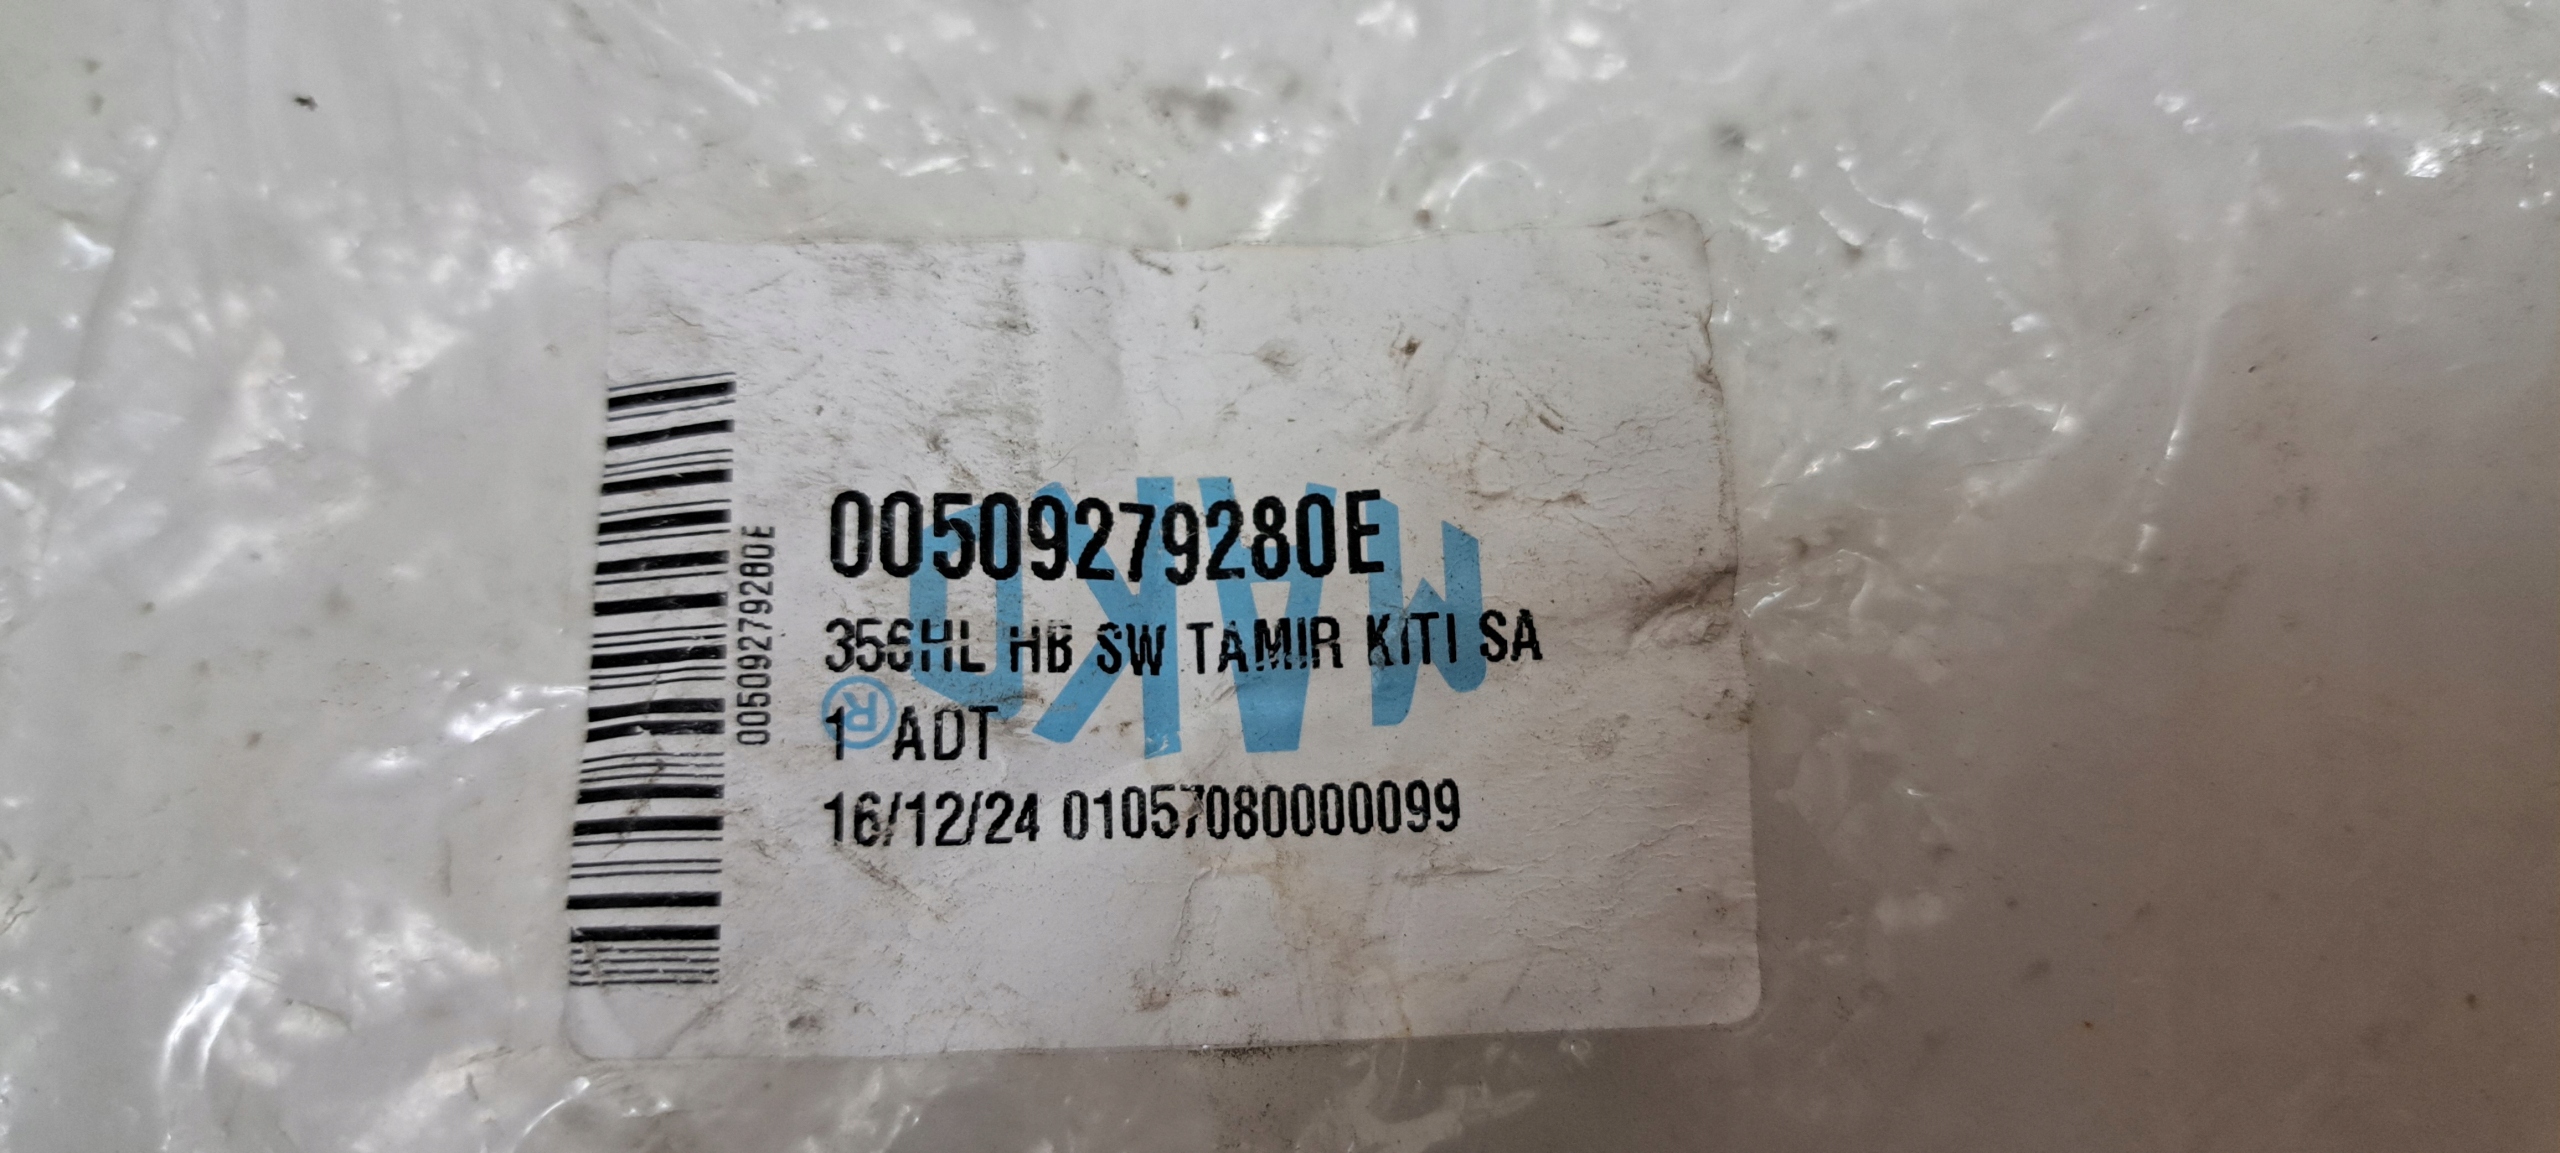 00509279280E
00509279280E
356HL HB SW TAMIR KITI SA
1 ADT
16/12/24 01057080000099
MAKO
®